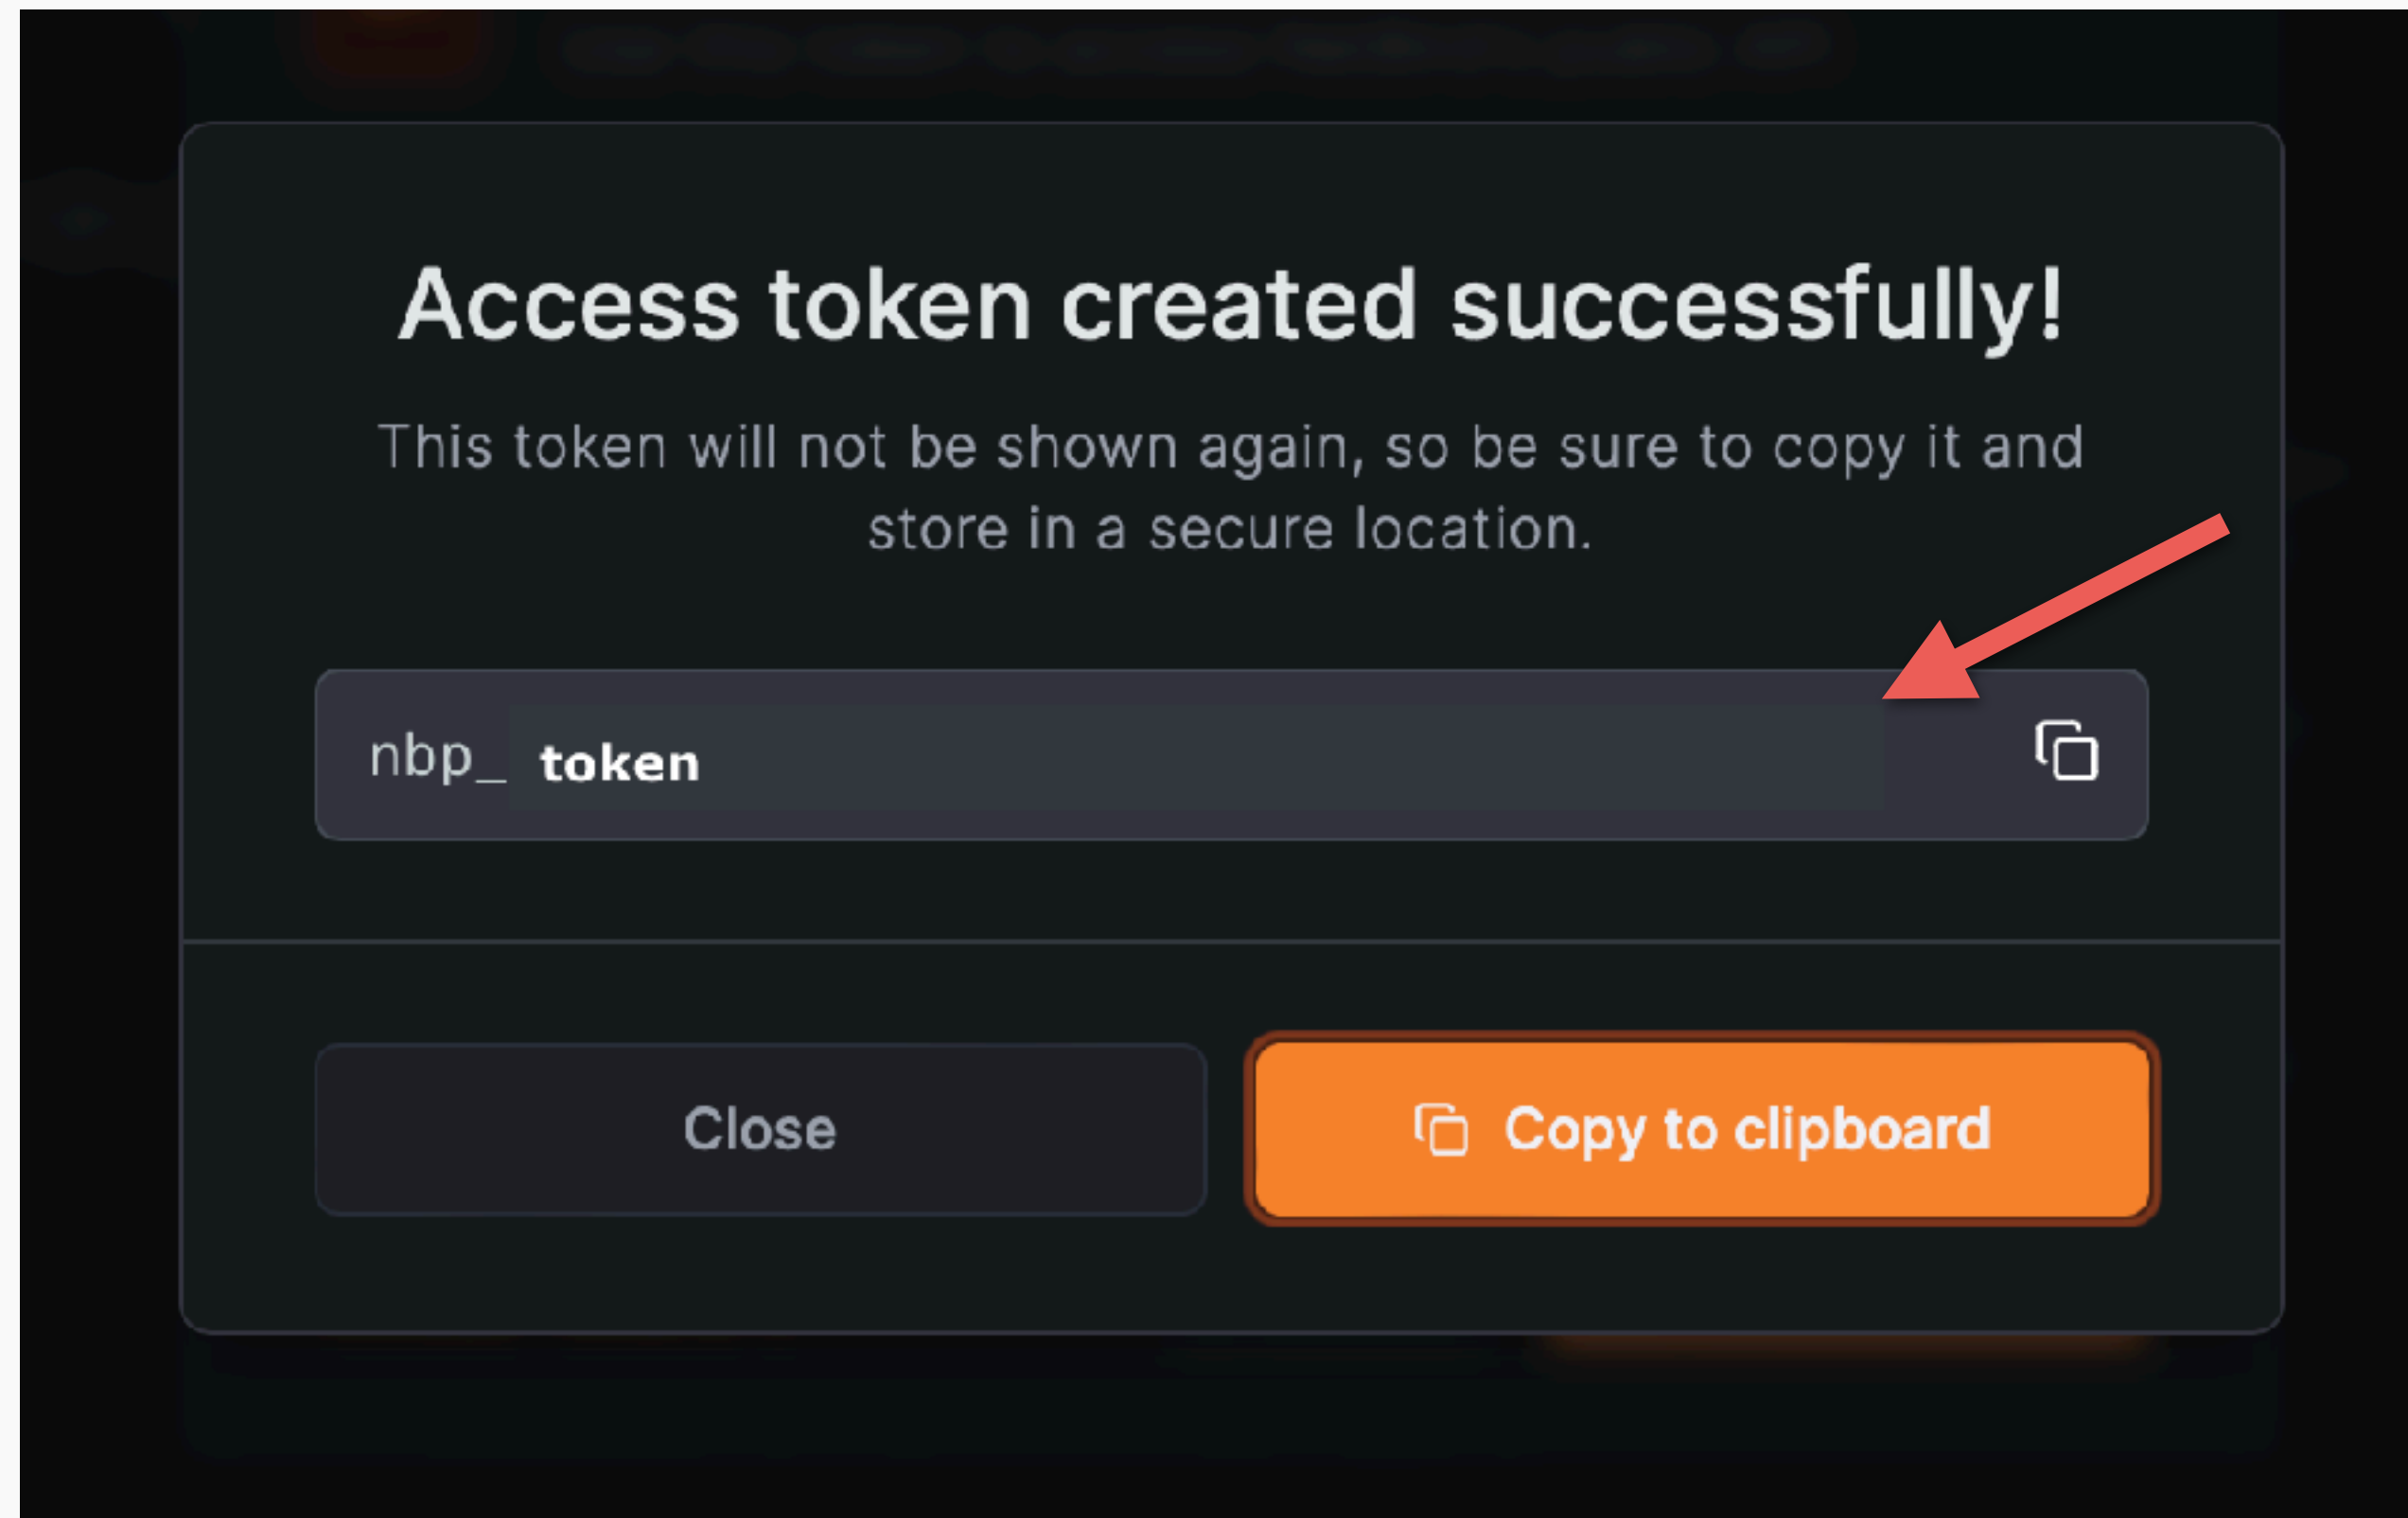 Access token created successfully!
This token will not be shown again, so be sure to copy it and
store in a secure location.
nbp_ token
Close
Copy to clipboard